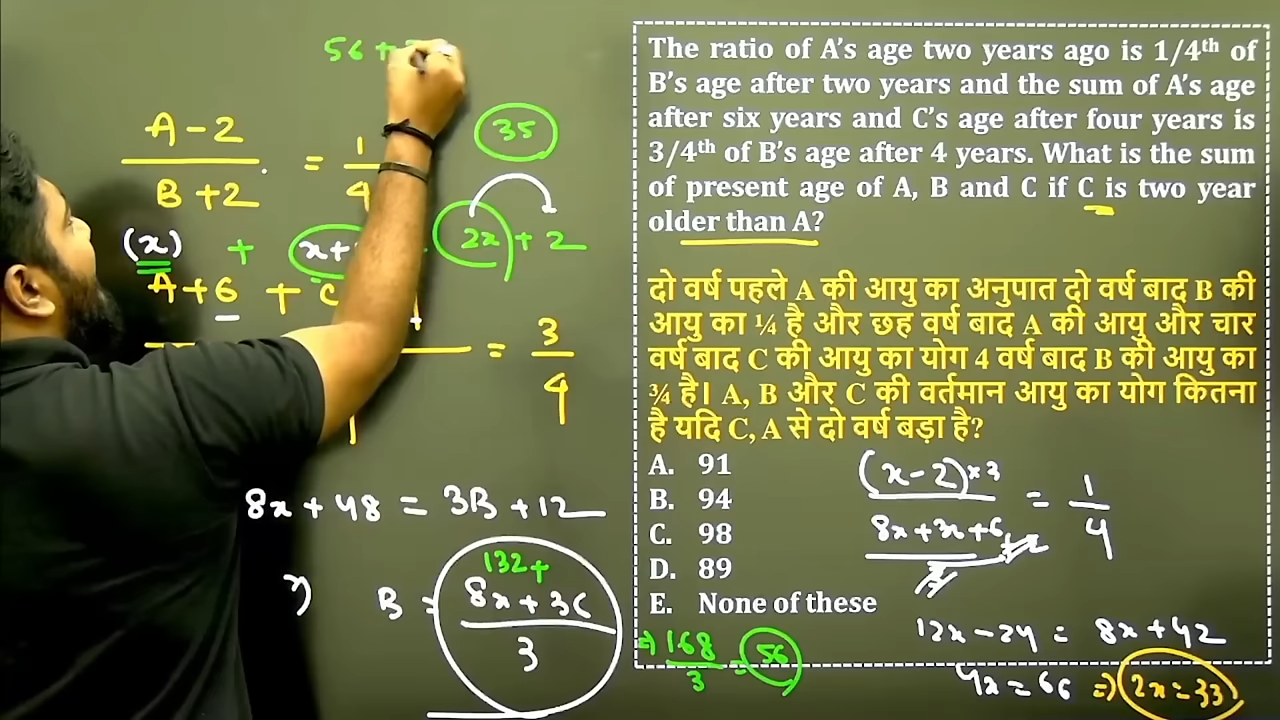 56 +
35
A - 2
B + 2
= 1
4
(x) + x + 2x + 2
A + 6 + C
= 3
4
8x + 48 = 3B + 12
B =
132 +
8x + 36
3
The ratio of A's age two years ago is 1/4th of
B's age after two years and the sum of A's age
after six years and C's age after four years is
3/4th of B's age after 4 years. What is the sum
of present age of A, B and C if C is two year
older than A?
दो वर्ष पहले A की आयु का अनुपात दो वर्ष बाद B की
आयु का ¼ है और छह वर्ष बाद A की आयु और चार
वर्ष बाद C की आयु का योग 4 वर्ष बाद B की आयु का
¾ है। A, B और C की वर्तमान आयु का योग कितना
है यदि C, A से दो वर्ष बड़ा है?
A. 91
B. 94
C. 98
D. 89
E. None of these
(x-2)×3
8x+36+6
= 1
4
12x-24 = 8x+42
4x = 66 ⇒ 2x = 33
⇒ 168
3
= 56